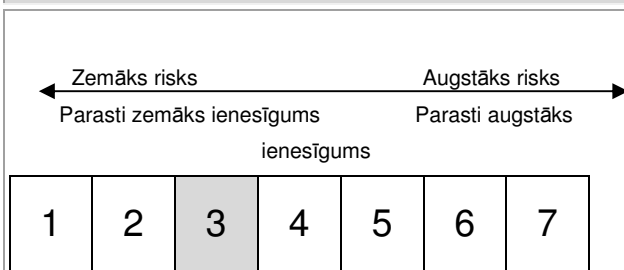 Zemāks risks Augstāks risks
Parasti zemāks ienesīgums Parasti augstāks
ienesīgums
1 2 3 4 5 6 7